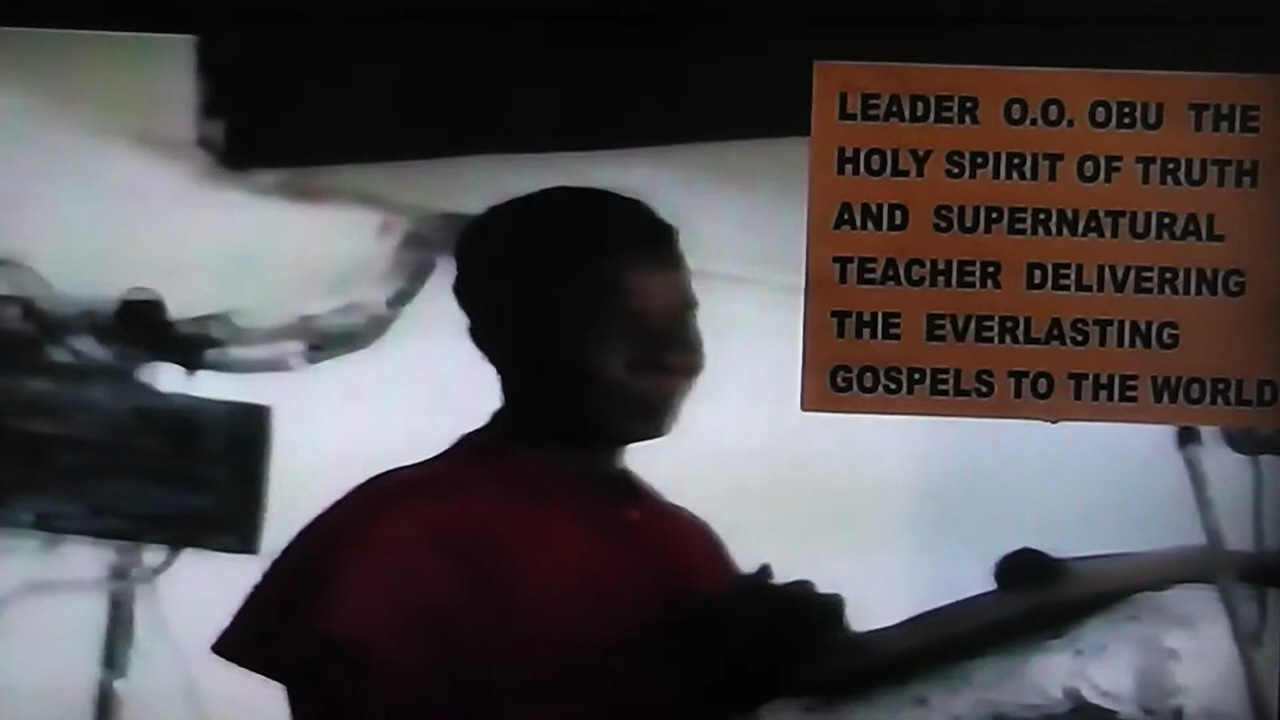 LEADER O.O. OBU THE
HOLY SPIRIT OF TRUTH
AND SUPERNATURAL
TEACHER DELIVERING
THE EVERLASTING
GOSPELS TO THE WORLD